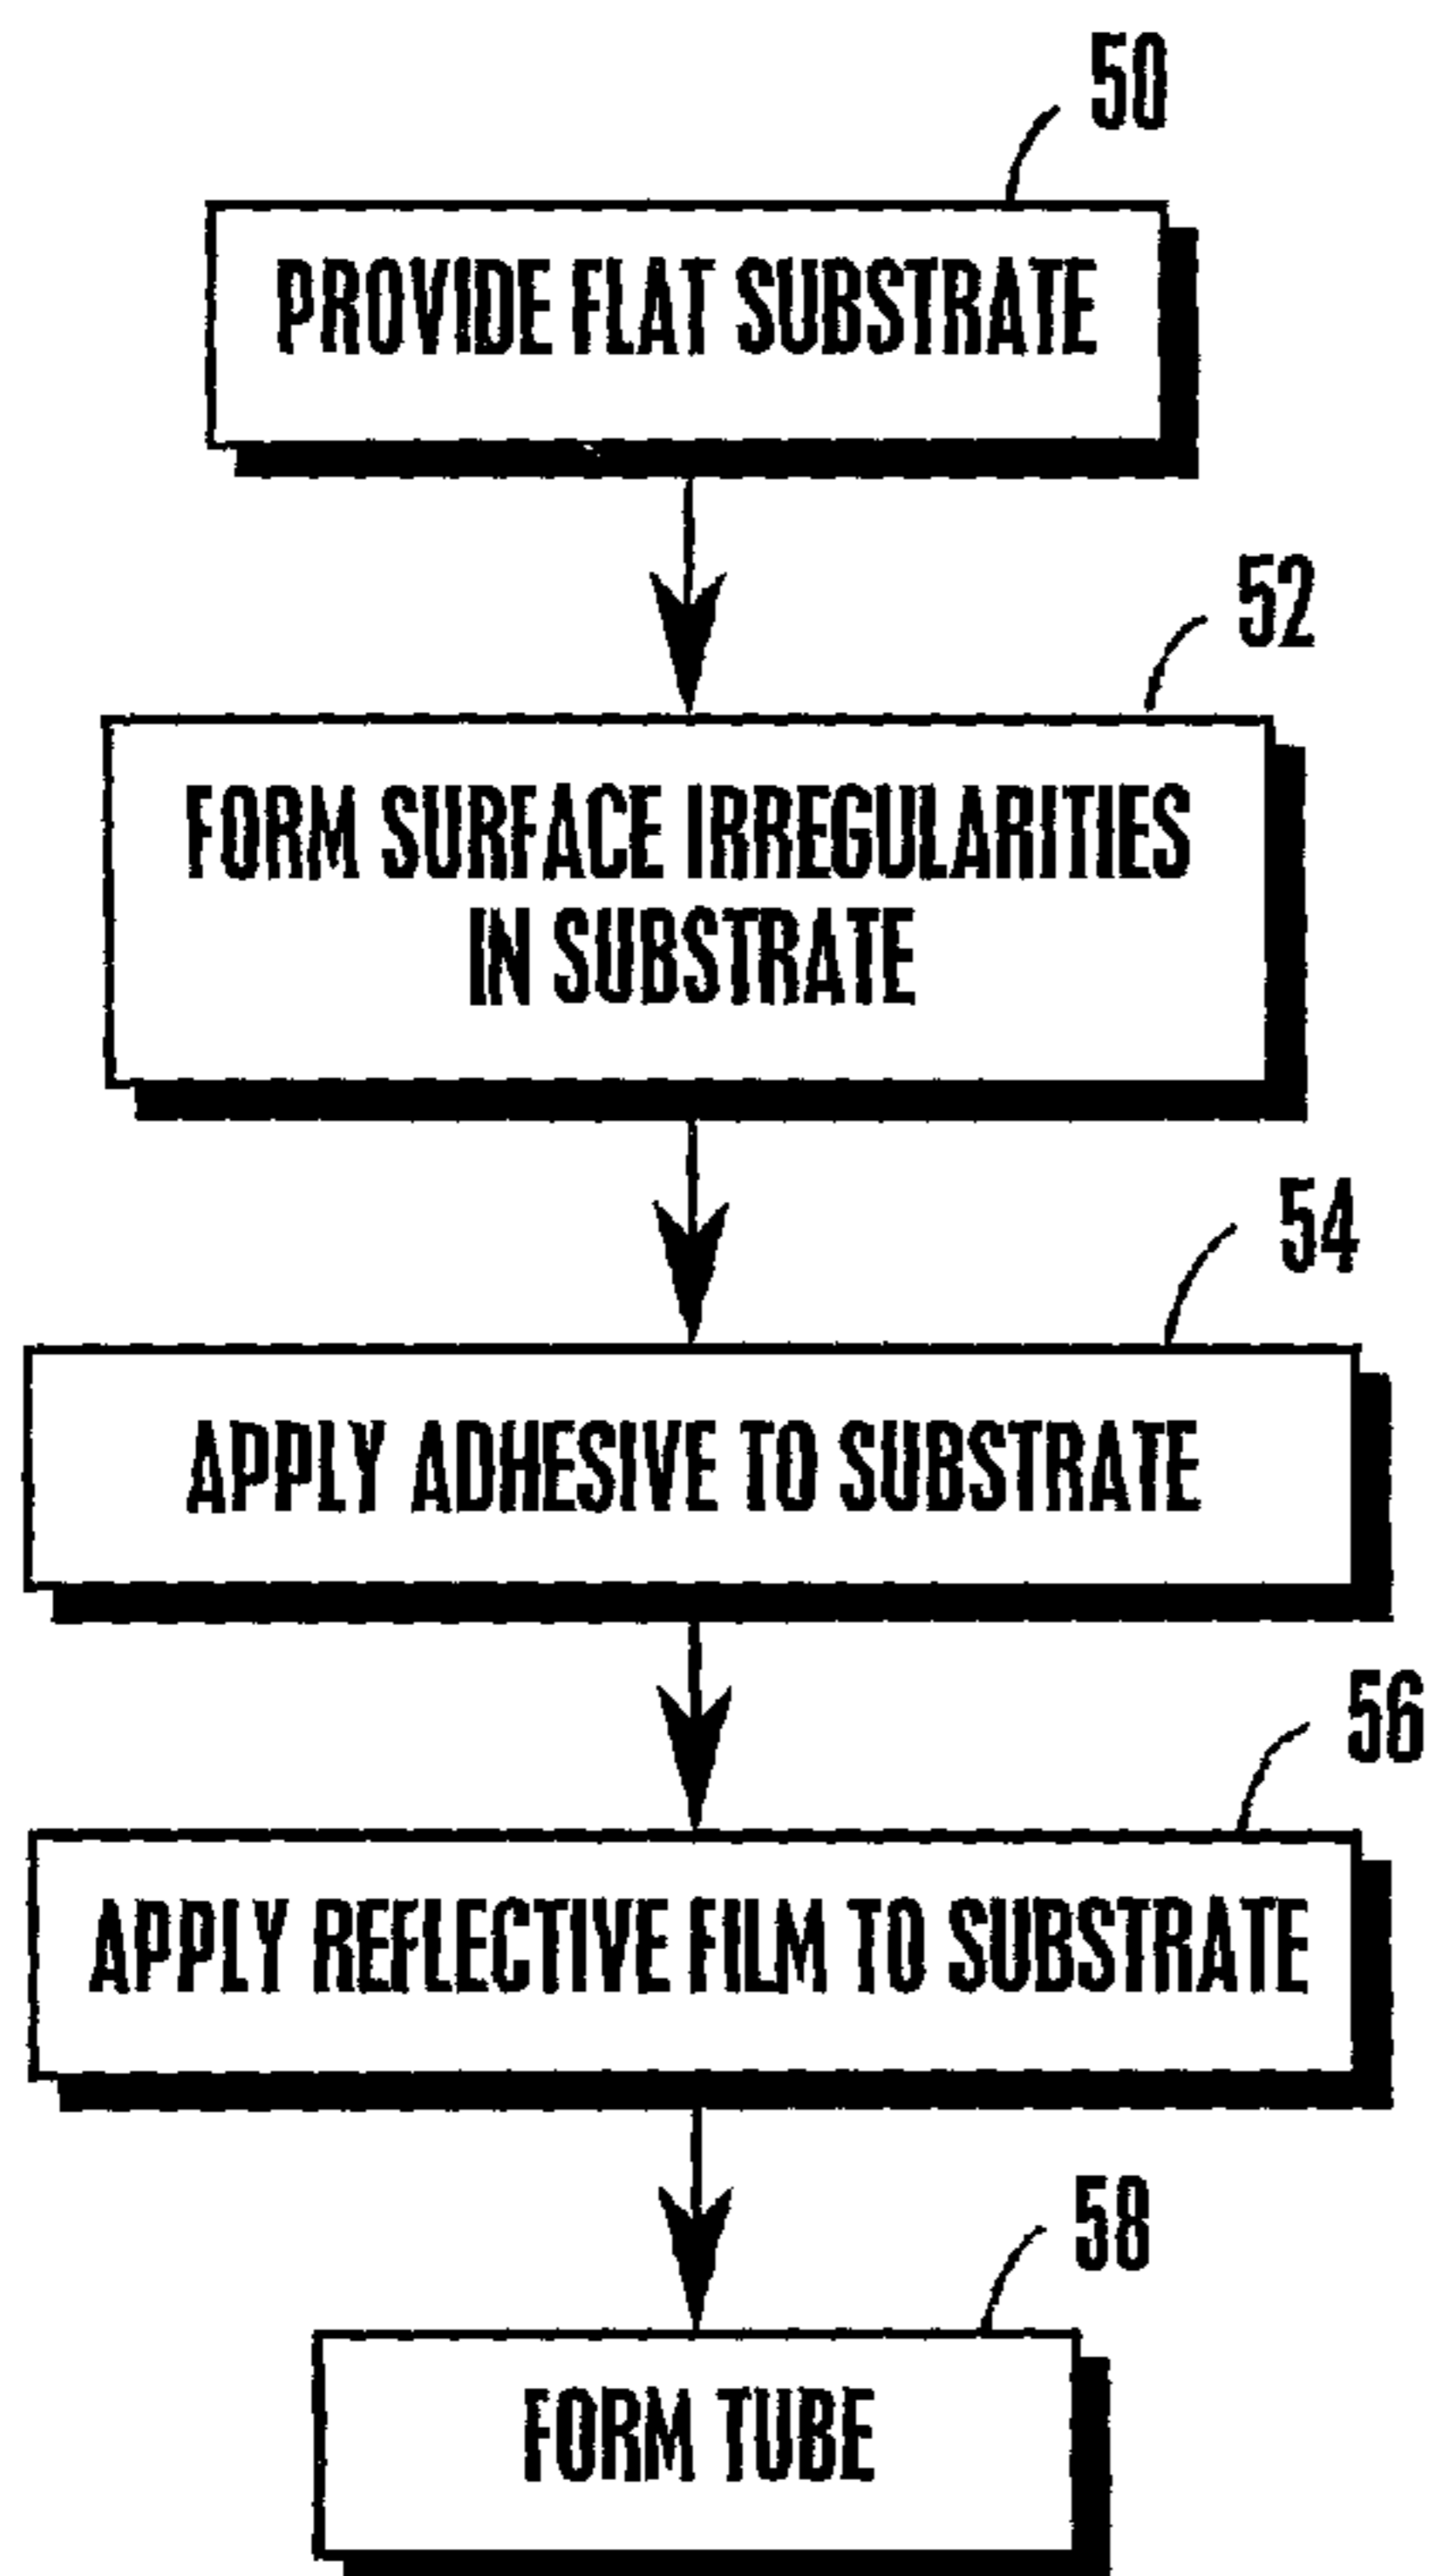 50
PROVIDE FLAT SUBSTRATE
52
FORM SURFACE IRREGULARITIES
IN SUBSTRATE
54
APPLY ADHESIVE TO SUBSTRATE
56
APPLY REFLECTIVE FILM TO SUBSTRATE
58
FORM TUBE